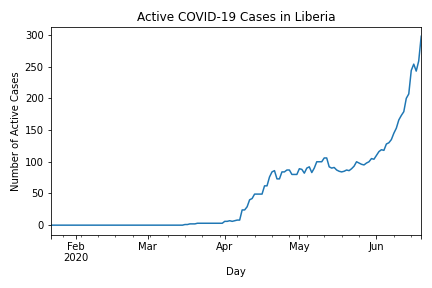 Active COVID-19 Cases in Liberia
300
250
200
150
100
50
0
Number of Active Cases
Feb
2020
Mar
Apr
May
Jun
Day